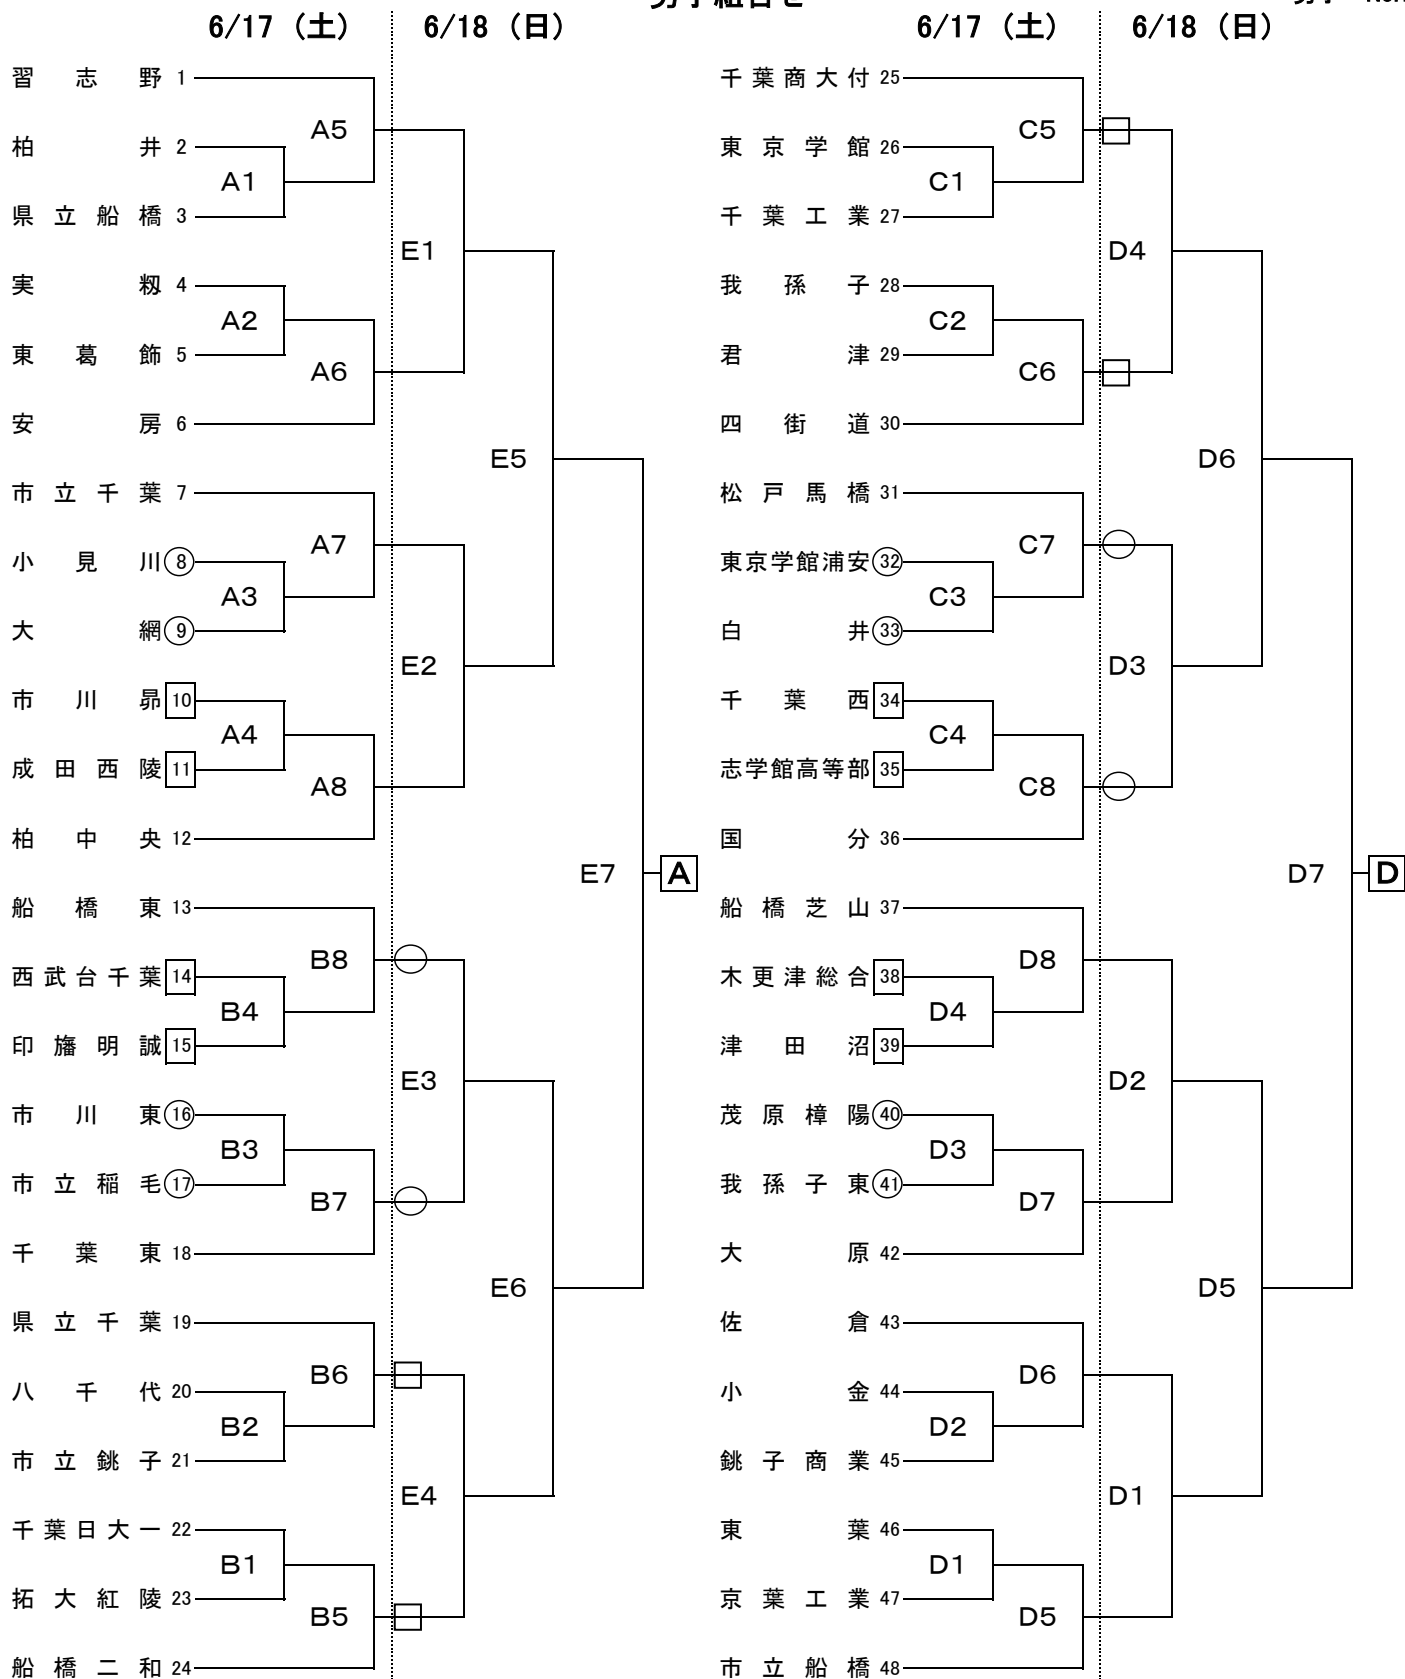 男子組合せ
6/17 (土) 6/18 (日) 6/17 (土) 6/18 (日)
習志野 1
A5
柏井 2
A1
県立船橋 3
E1
実籾 4
A2
東葛飾 5
A6
安房 6
E5
市立千葉 7
A7
小見川 8
A3
大網 9
E2
市川昴 10
A4
成田西陵 11
A8
柏中央 12
E7 A
船橋東 13
B8
西武台千葉 14
B4
印旛明誠 15
E3
市川東 16
B3
市立稲毛 17
B7
千葉東 18
E6
県立千葉 19
B6
八千代 20
B2
市立銚子 21
E4
千葉日大一 22
B1
拓大紅陵 23
B5
船橋二和 24
千葉商大付 25
C5
東京学館 26
C1
千葉工業 27
D4
我孫子 28
C2
君津 29
C6
四街道 30
D6
松戸馬橋 31
C7
東京学館浦安 32
C3
白井 33
D3
千葉西 34
C4
志学館高等部 35
C8
国分 36
D7 D
船橋芝山 37
D8
木更津総合 38
D4
津田沼 39
D2
茂原樟陽 40
D3
我孫子東 41
D7
大原 42
D5
佐倉 43
D6
小金 44
D2
銚子商業 45
D1
東葉 46
D1
京葉工業 47
D5
市立船橋 48